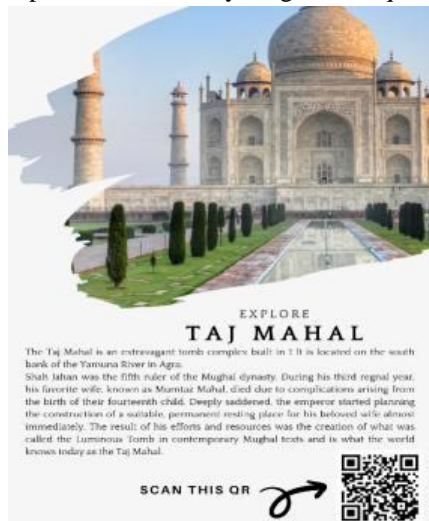 EXPLORE
TAJ MAHAL
The Taj Mahal is an extravagant tomb complex built in 1 It is located on the south
bank of the Yamuna River in Agra.
Shah Jahan was the fifth ruler of the Mughal dynasty. During his third regnal year,
his favorite wife, known as Mumtaz Mahal, died due to complications arising from
the birth of their fourteenth child. Deeply saddened, the emperor started planning
the construction of a suitable, permanent resting place for his beloved wife almost
immediately. The result of his efforts and resources was the creation of what was
called the Luminous Tomb in contemporary Mughal texts and is what the world
knows today as the Taj Mahal.
SCAN THIS QR